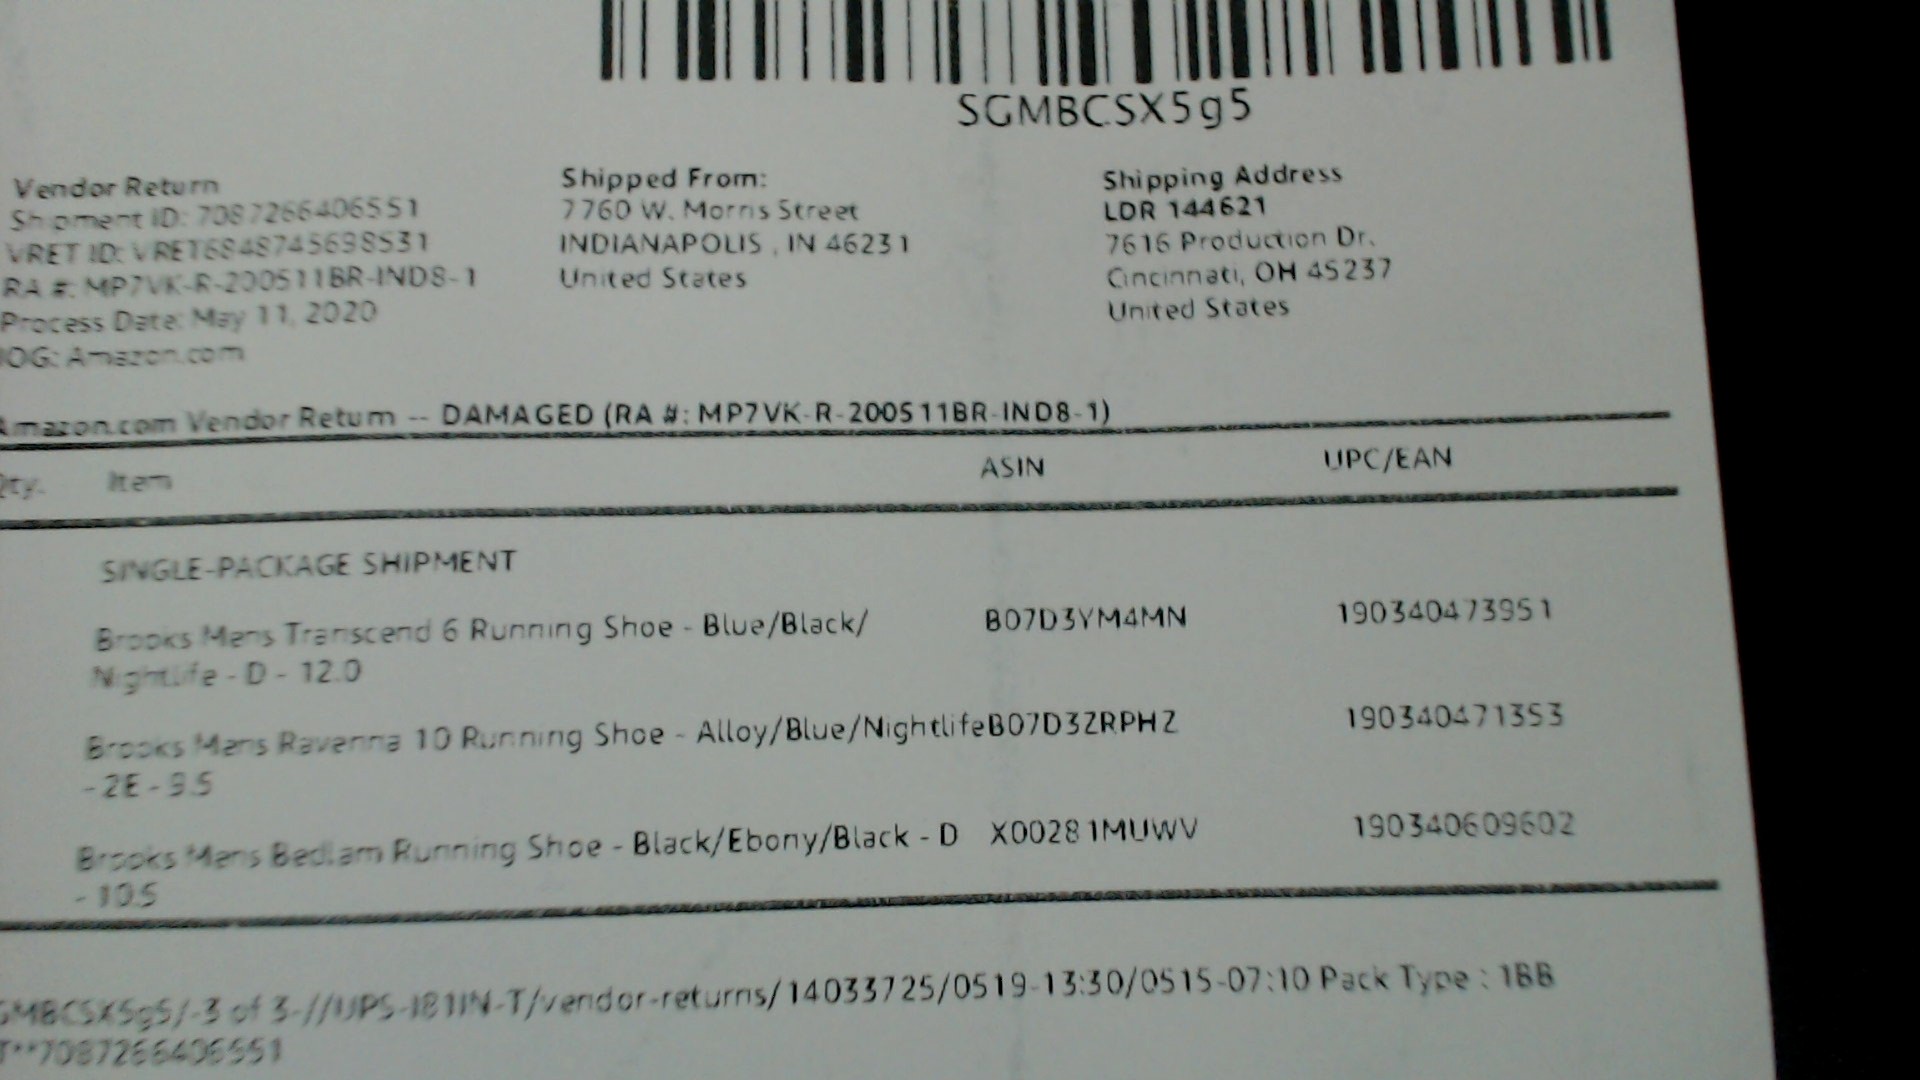 SGMBCSX5g5
Vendor Return
Shipment ID: 7087266406551
VRET ID: VRET6848745698531
RA #: MP7VK-R-200511BR-IND8-1
Process Date: May 11, 2020
IOG: Amazon.com
Shipped From:
7760 W. Morris Street
INDIANAPOLIS , IN 46231
United States
Shipping Address
LDR 144621
7616 Production Dr.
Cincinnati, OH 45237
United States
Amazon.com Vendor Return -- DAMAGED (RA #: MP7VK-R-200511BR-IND8-1)
Qty. Item ASIN UPC/EAN
SINGLE-PACKAGE SHIPMENT
Brooks Mens Transcend 6 Running Shoe - Blue/Black/ B07D3YM4MN 190340473951
Nightlife - D - 12.0
Brooks Mens Ravenna 10 Running Shoe - Alloy/Blue/Nightlife B07D3ZRPHZ 190340471353
- 2E - 9.5
Brooks Mens Bedlam Running Shoe - Black/Ebony/Black - D X00281MUWV 190340609602
- 10.5
GMBCSX5g5/-3 of 3-//UPS-I81IN-T/vendor-returns/14033725/0519-13:30/0515-07:10 Pack Type : 1BB
T**7087266406551